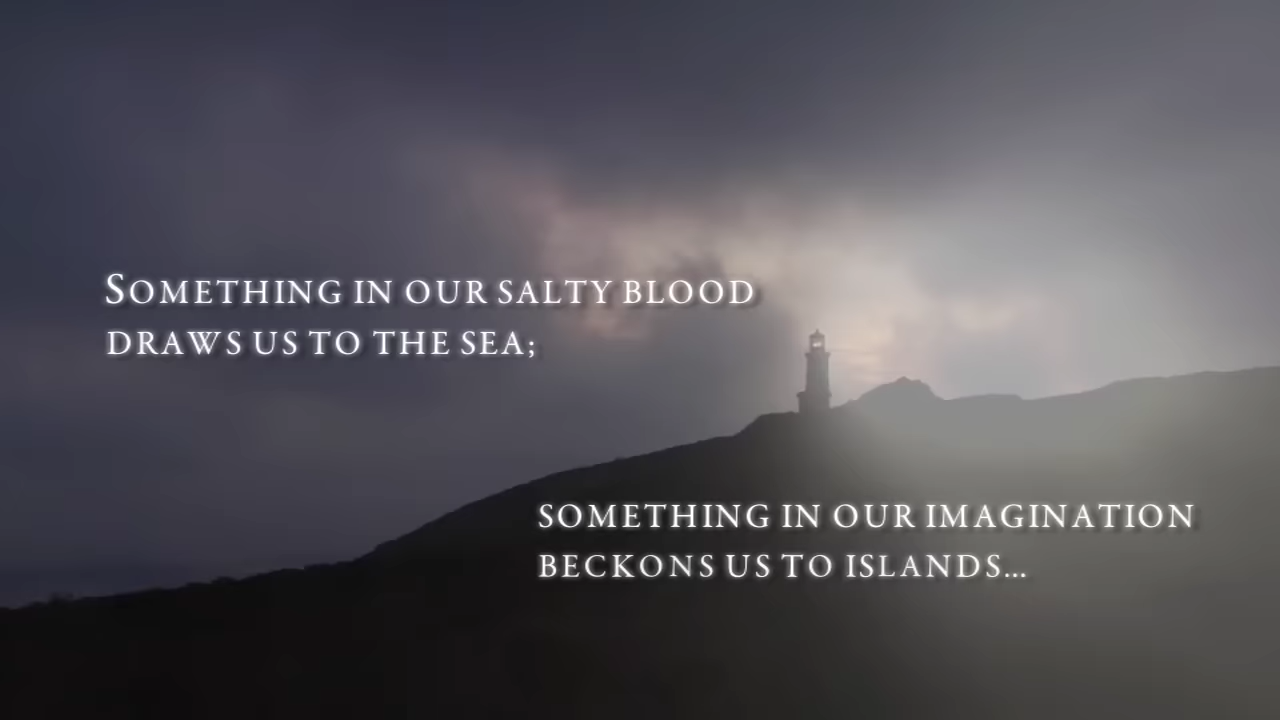 Something in our salty blood
draws us to the sea;
something in our imagination
beckons us to islands...